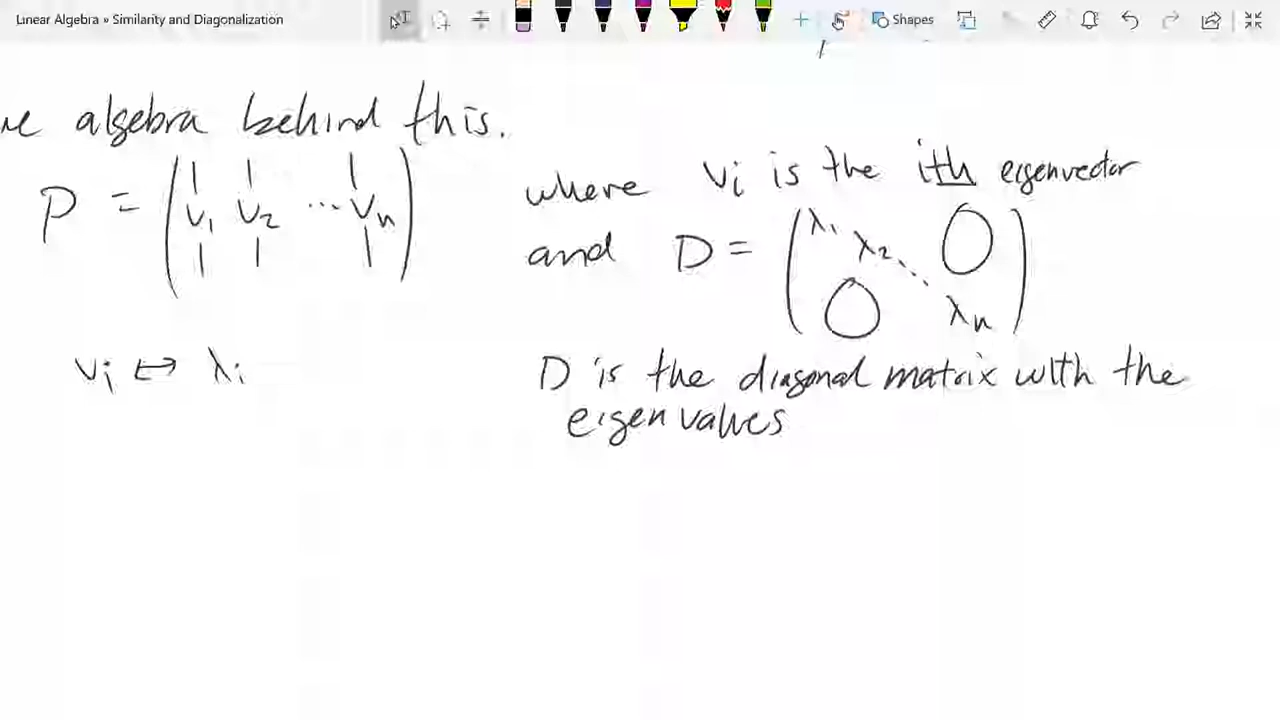 Linear Algebra » Similarity and Diagonalization
Shapes
algebra behind this.
P = ( v₁ v₂ ... vₙ )
where vᵢ is the ith eigenvector
and D = ( λ₁ λ₂ ... λₙ 0 0 )
vᵢ ↔ λᵢ
D is the diagonal matrix with the
eigenvalues